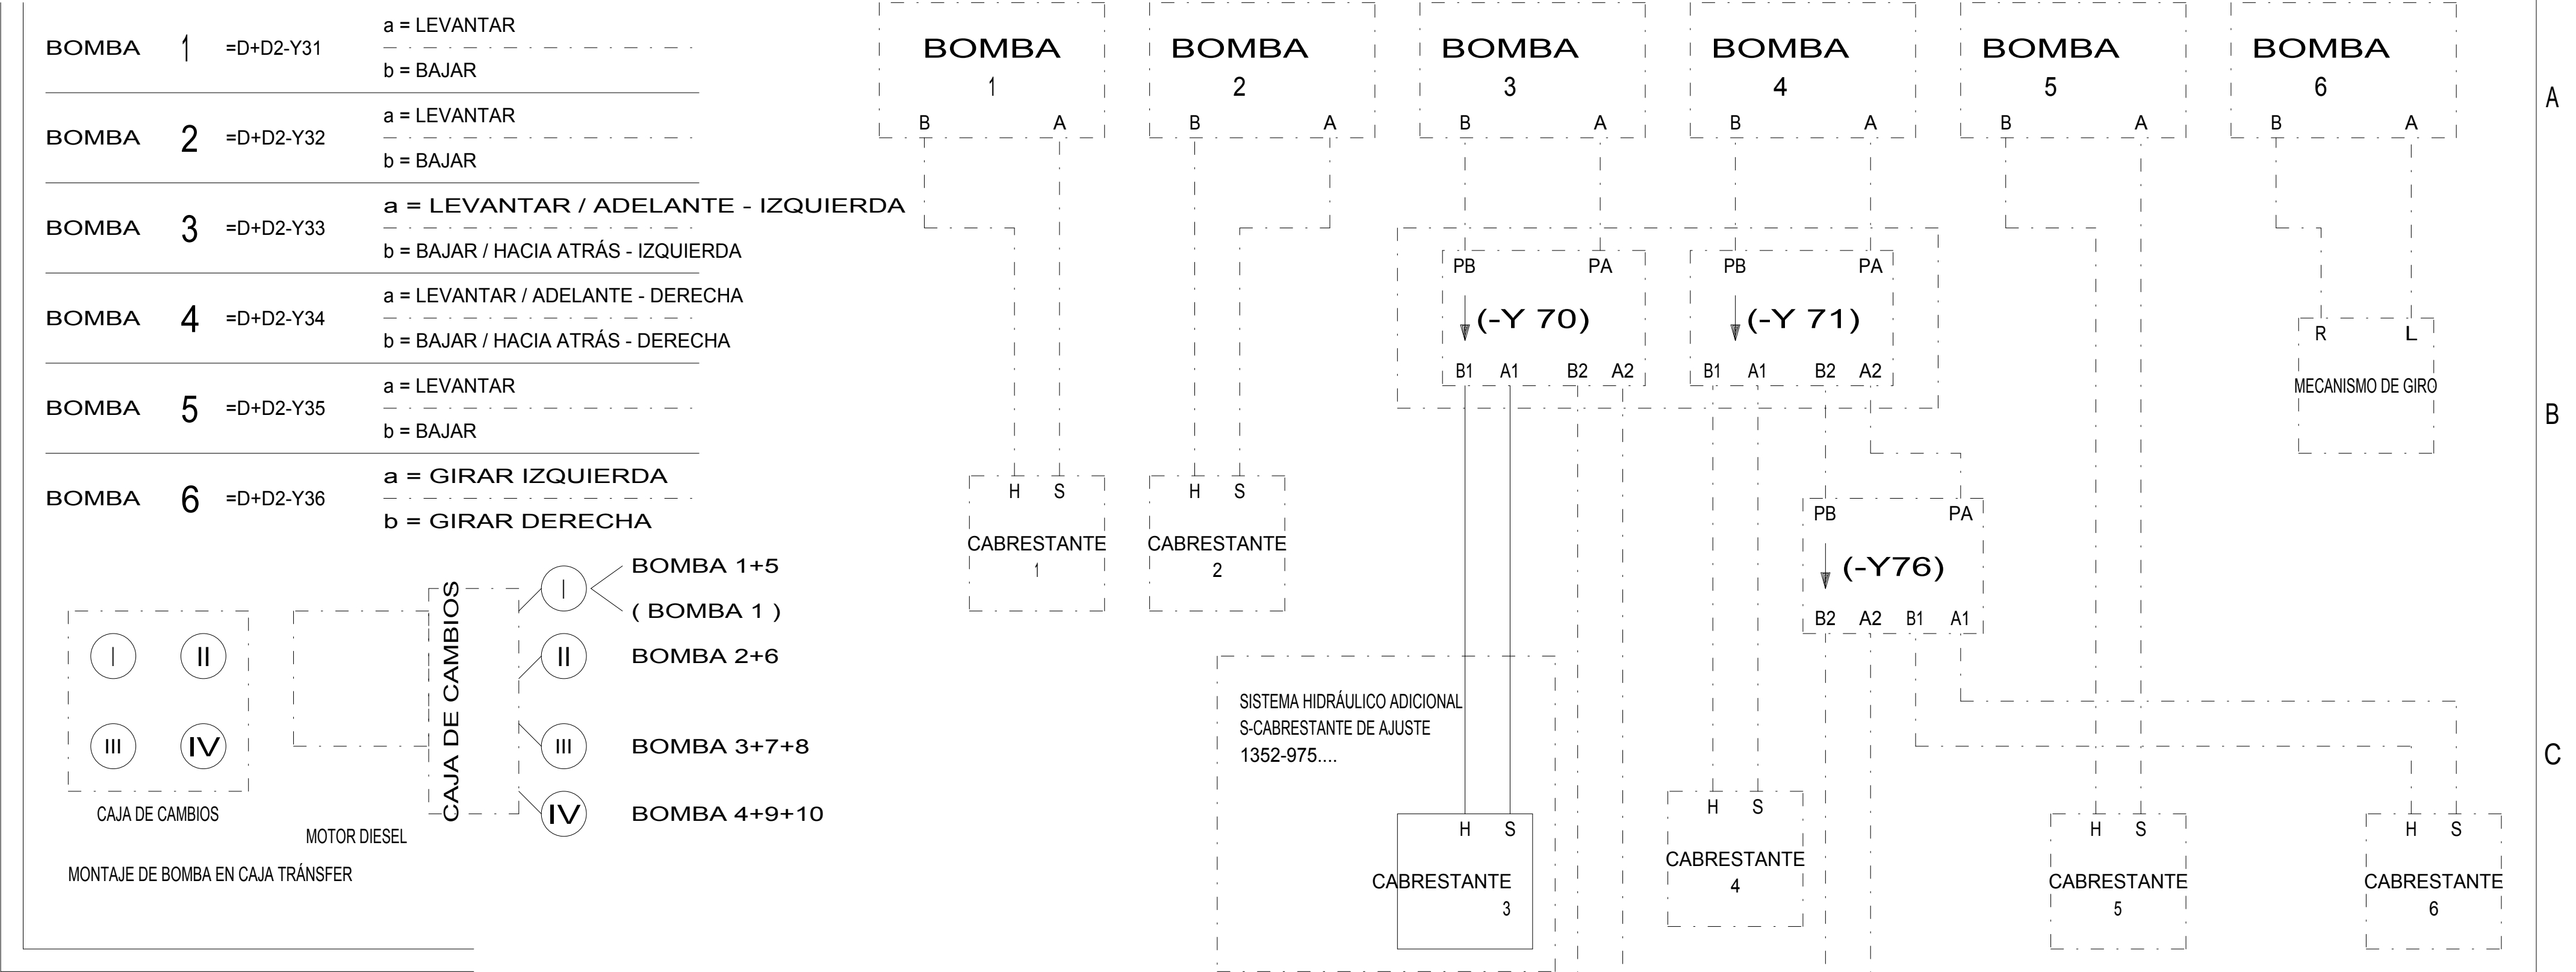 BOMBA 1 =D+D2-Y31
a = LEVANTAR
b = BAJAR
BOMBA 2 =D+D2-Y32
a = LEVANTAR
b = BAJAR
BOMBA 3 =D+D2-Y33
a = LEVANTAR / ADELANTE - IZQUIERDA
b = BAJAR / HACIA ATRÁS - IZQUIERDA
BOMBA 4 =D+D2-Y34
a = LEVANTAR / ADELANTE - DERECHA
b = BAJAR / HACIA ATRÁS - DERECHA
BOMBA 5 =D+D2-Y35
a = LEVANTAR
b = BAJAR
BOMBA 6 =D+D2-Y36
a = GIRAR IZQUIERDA
b = GIRAR DERECHA
I II
III IV
CAJA DE CAMBIOS
MOTOR DIESEL
MONTAJE DE BOMBA EN CAJA TRÁNSFER
CAJA DE CAMBIOS
I
BOMBA 1+5
( BOMBA 1 )
II
BOMBA 2+6
III
BOMBA 3+7+8
IV
BOMBA 4+9+10
BOMBA
1
B A
BOMBA
2
B A
BOMBA
3
B A
BOMBA
4
B A
BOMBA
5
B A
BOMBA
6
B A
PB PA
(-Y 70)
B1 A1 B2 A2
PB PA
(-Y 71)
B1 A1 B2 A2
R L
MECANISMO DE GIRO
H S
CABRESTANTE
1
H S
CABRESTANTE
2
PB PA
(-Y76)
B2 A2 B1 A1
SISTEMA HIDRÁULICO ADICIONAL
S-CABRESTANTE DE AJUSTE
1352-975....
H S
CABRESTANTE
3
H S
CABRESTANTE
4
H S
CABRESTANTE
5
H S
CABRESTANTE
6
A
B
C